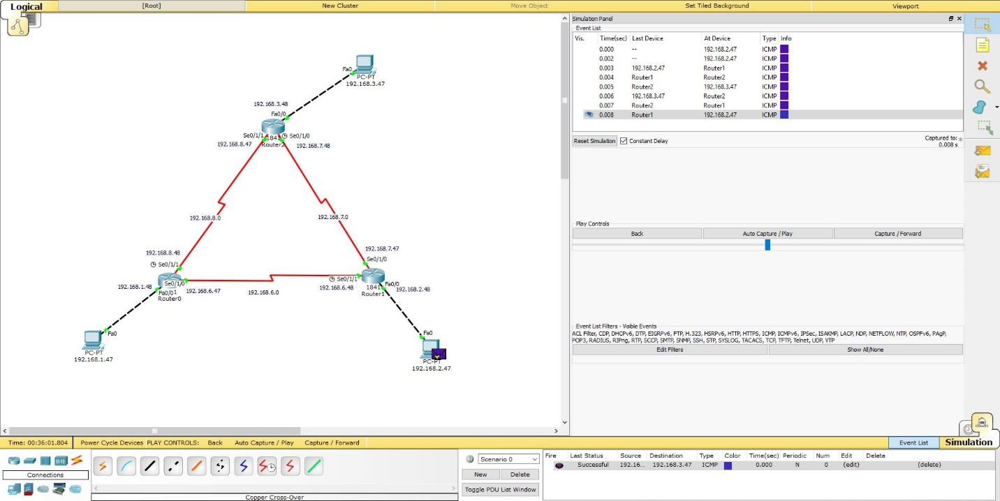 Logical [Root] New Cluster Move Object Set Tiled Background Viewport
Simulation Panel
Event List
Vis. Time(sec) Last Device At Device Type Info
0.000 -- 192.168.2.47 ICMP
0.002 -- 192.168.2.47 ICMP
0.003 192.168.2.47 Router1 ICMP
0.004 Router1 Router2 ICMP
0.005 Router2 192.168.3.47 ICMP
0.006 192.168.3.47 Router2 ICMP
0.007 Router2 Router1 ICMP
0.008 Router1 192.168.2.47 ICMP
Reset Simulation Constant Delay Captured to: *
0.008 s
Play Controls
Back Auto Capture / Play Capture / Forward
Event List Filters - Visible Events
ACL Filter, CDP, DHCPv6, DTP, EIGRPv6, FTP, H.323, HSRPv6, HTTP, HTTPS, ICMP, ICMPv6, IPSec, ISAKMP, LACP, NDP, NETFLOW, NTP, OSPFv6, PAgP,
POP3, RADIUS, RIPng, RTP, SCCP, SMTP, SNMP, SSH, STP, SYSLOG, TACACS, TCP, TFTP, Telnet, UDP, VTP
Edit Filters Show All/None
Fa0
PC-PT
192.168.3.47
192.168.3.48
Fa0/0
Se0/1/1 Se0/1/0
1841
192.168.8.47 Router2 192.168.7.48
192.168.8.0 192.168.7.0
192.168.8.48 192.168.7.47
Se0/1/1 Se0/1/0
Se0/1/0 Se0/1/1 Fa0/0
192.168.1.48 192.168.6.47 192.168.6.0 192.168.6.48 1841 192.168.2.48
Fa0/0
Router0 Router1
Fa0 Fa0
PC-PT
192.168.1.47
PC-PT
192.168.2.47
Time: 00:36:01.804 Power Cycle Devices PLAY CONTROLS: Back Auto Capture / Play Capture / Forward Event List Simulation
Connections
Copper Cross-Over
Scenario 0
New Delete
Toggle PDU List Window
Fire Last Status Source Destination Type Color Time(sec) Periodic Num Edit Delete
Successful 192.16... 192.168.3.47 ICMP 0.000 N 0 (edit) (delete)